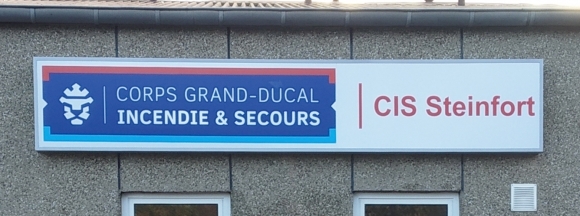 CORPS GRAND-DUCAL
INCENDIE & SECOURS
CIS Steinfort